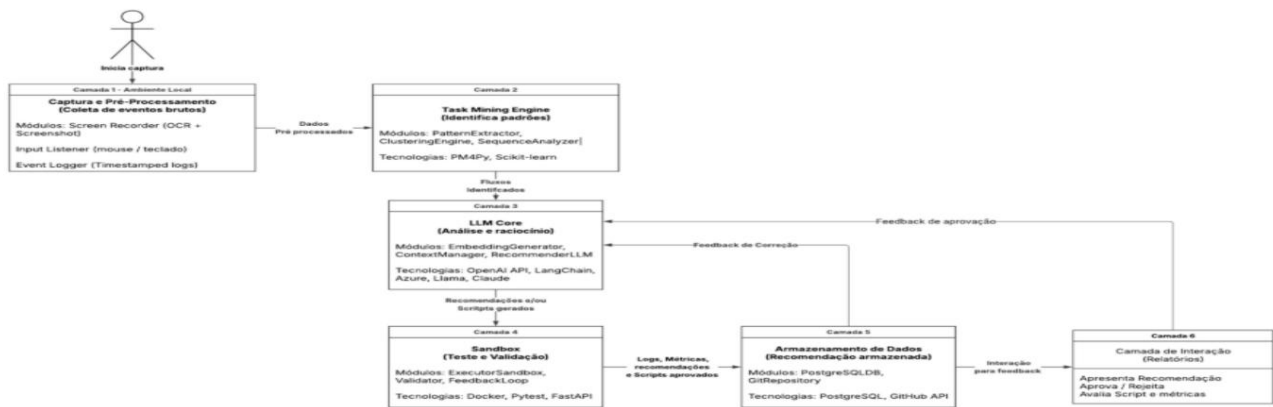 Inicia captura
Camada 1 - Ambiente Local
Captura e Pré-Processamento
(Coleta de eventos brutos)
Módulos: Screen Recorder (OCR +
Screenshot)
Input Listener (mouse / teclado)
Event Logger (Timestamped logs)
Dados
Pré processados
Camada 2
Task Mining Engine
(Identifica padrões)
Módulos: PatternExtractor,
ClusteringEngine, SequenceAnalyzer|
Tecnologias: PM4Py, Scikit-learn
Fluxos
Identifcados
Camada 3
LLM Core
(Análise e raciocínio)
Módulos: EmbeddingGenerator,
ContextManager, RecommenderLLM
Tecnologias: OpenAI API, LangChain,
Azure, Llama, Claude
Feedback de aprovação
Feedback de Correção
Recomendações e/ou
Scripts gerados
Camada 4
Sandbox
(Teste e Validação)
Módulos: ExecutorSandbox,
Validator, FeedbackLoop
Tecnologias: Docker, Pytest, FastAPI
Logs, Métricas,
recomendações
e Scripts aprovados
Camada 5
Armazenamento de Dados
(Recomendação armazenada)
Módulos: PostgreSQLDB,
GitRepository
Tecnologias: PostgreSQL, GitHub API
Interação
para feedback
Camada 6
Camada de Interação
(Relatórios)
Apresenta Recomendação
Aprova / Rejeita
Avalia Script e métricas